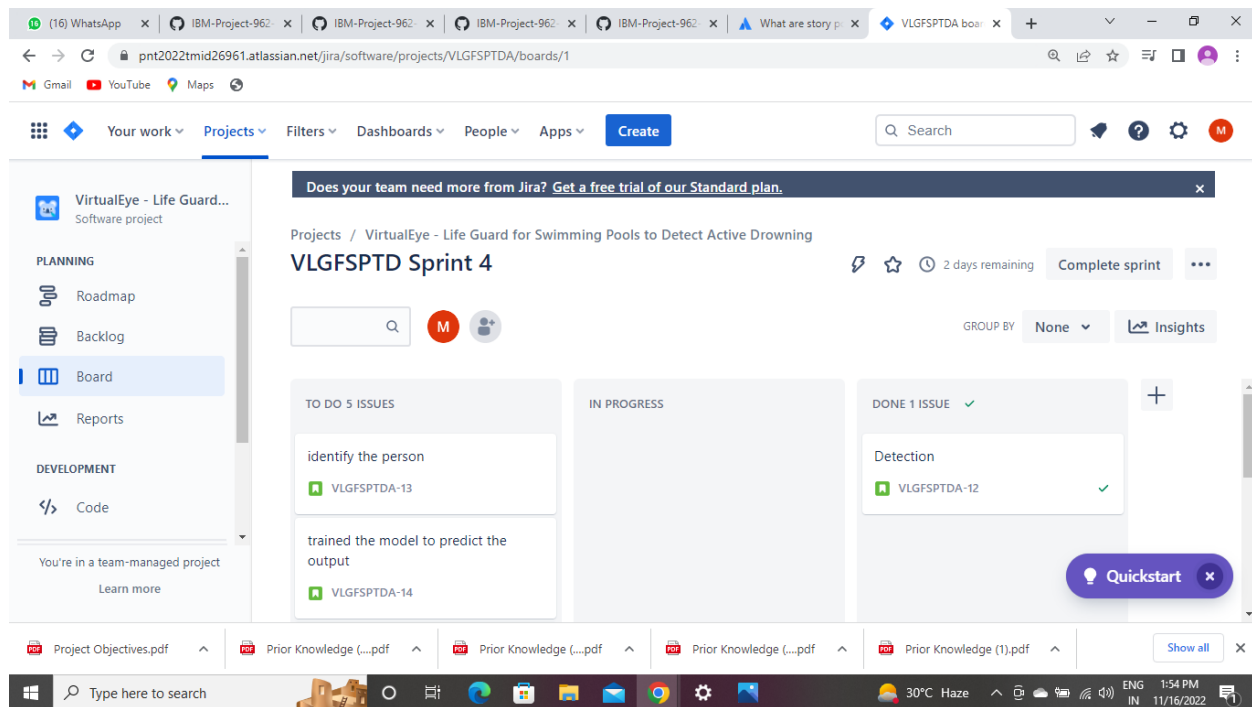 (16) WhatsApp
IBM-Project-962-
IBM-Project-962-
IBM-Project-962-
IBM-Project-962-
What are story p
VLGFSPTDA boar
pnt2022tmid26961.atlassian.net/jira/software/projects/VLGFSPTDA/boards/1
Gmail YouTube Maps
Your work Projects Filters Dashboards People Apps Create Search M
Does your team need more from Jira? Get a free trial of our Standard plan.
VirtualEye - Life Guard...
Software project
Projects / VirtualEye - Life Guard for Swimming Pools to Detect Active Drowning
VLGFSPTD Sprint 4
2 days remaining Complete sprint
PLANNING
Roadmap
Backlog
Board
Reports
DEVELOPMENT
Code
You're in a team-managed project
Learn more
M
GROUP BY None Insights
TO DO 5 ISSUES
identify the person
VLGFSPTDA-13
trained the model to predict the
output
VLGFSPTDA-14
IN PROGRESS
DONE 1 ISSUE
Detection
VLGFSPTDA-12
Quickstart
Project Objectives.pdf
Prior Knowledge (....pdf
Prior Knowledge (....pdf
Prior Knowledge (....pdf
Prior Knowledge (1).pdf
Show all
Type here to search
30°C Haze
ENG
IN
1:54 PM
11/16/2022
1